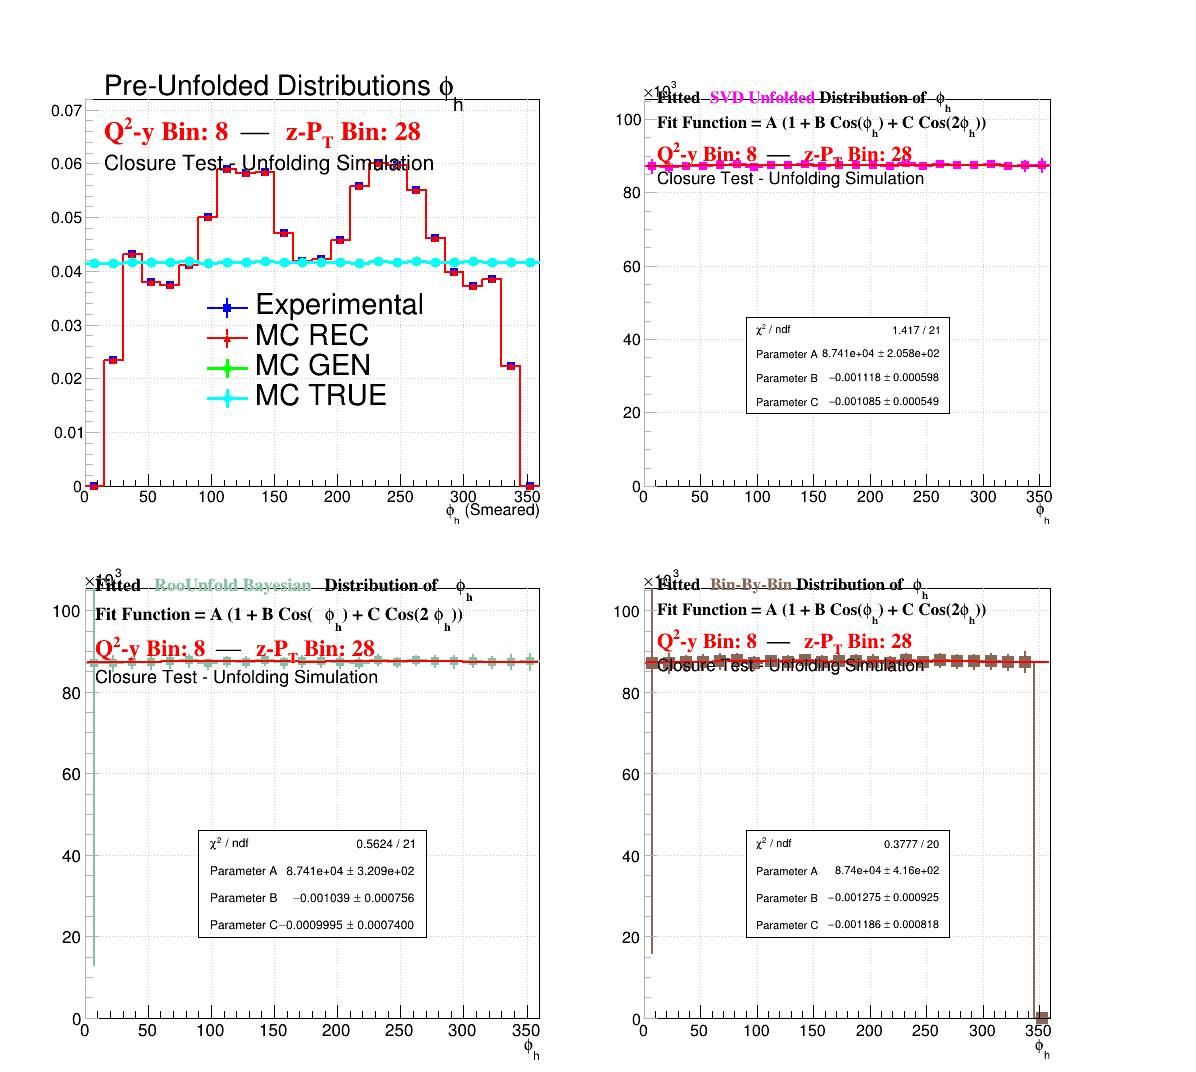 Pre-Unfolded Distributions ϕh
Q2-y Bin: 8 — z-PT Bin: 28
Closure Test - Unfolding Simulation
0.07
0.06
0.05
0.04
0.03
0.02
0.01
0
Experimental
MC REC
MC GEN
MC TRUE
0 50 100 150 200 250 300 350
ϕh (Smeared)
×103
Fitted SVD Unfolded Distribution of ϕh
Fit Function = A (1 + B Cos(ϕh) + C Cos(2ϕh))
Q2-y Bin: 8 — z-PT Bin: 28
Closure Test - Unfolding Simulation
100
80
60
40
20
0
χ2 / ndf 1.417 / 21
Parameter A 8.741e+04 ± 2.058e+02
Parameter B −0.001118 ± 0.000598
Parameter C −0.001085 ± 0.000549
0 50 100 150 200 250 300 350
ϕh
×103
Fitted RooUnfold Bayesian Distribution of ϕh
Fit Function = A (1 + B Cos( ϕh) + C Cos(2 ϕh))
Q2-y Bin: 8 — z-PT Bin: 28
Closure Test - Unfolding Simulation
100
80
60
40
20
0
χ2 / ndf 0.5624 / 21
Parameter A 8.741e+04 ± 3.209e+02
Parameter B −0.001039 ± 0.000756
Parameter C −0.0009995 ± 0.0007400
0 50 100 150 200 250 300 350
ϕh
×103
Fitted Bin-By-Bin Distribution of ϕh
Fit Function = A (1 + B Cos(ϕh) + C Cos(2ϕh))
Q2-y Bin: 8 — z-PT Bin: 28
Closure Test - Unfolding Simulation
100
80
60
40
20
0
χ2 / ndf 0.3777 / 20
Parameter A 8.74e+04 ± 4.16e+02
Parameter B −0.001275 ± 0.000925
Parameter C −0.001186 ± 0.000818
0 50 100 150 200 250 300 350
ϕh